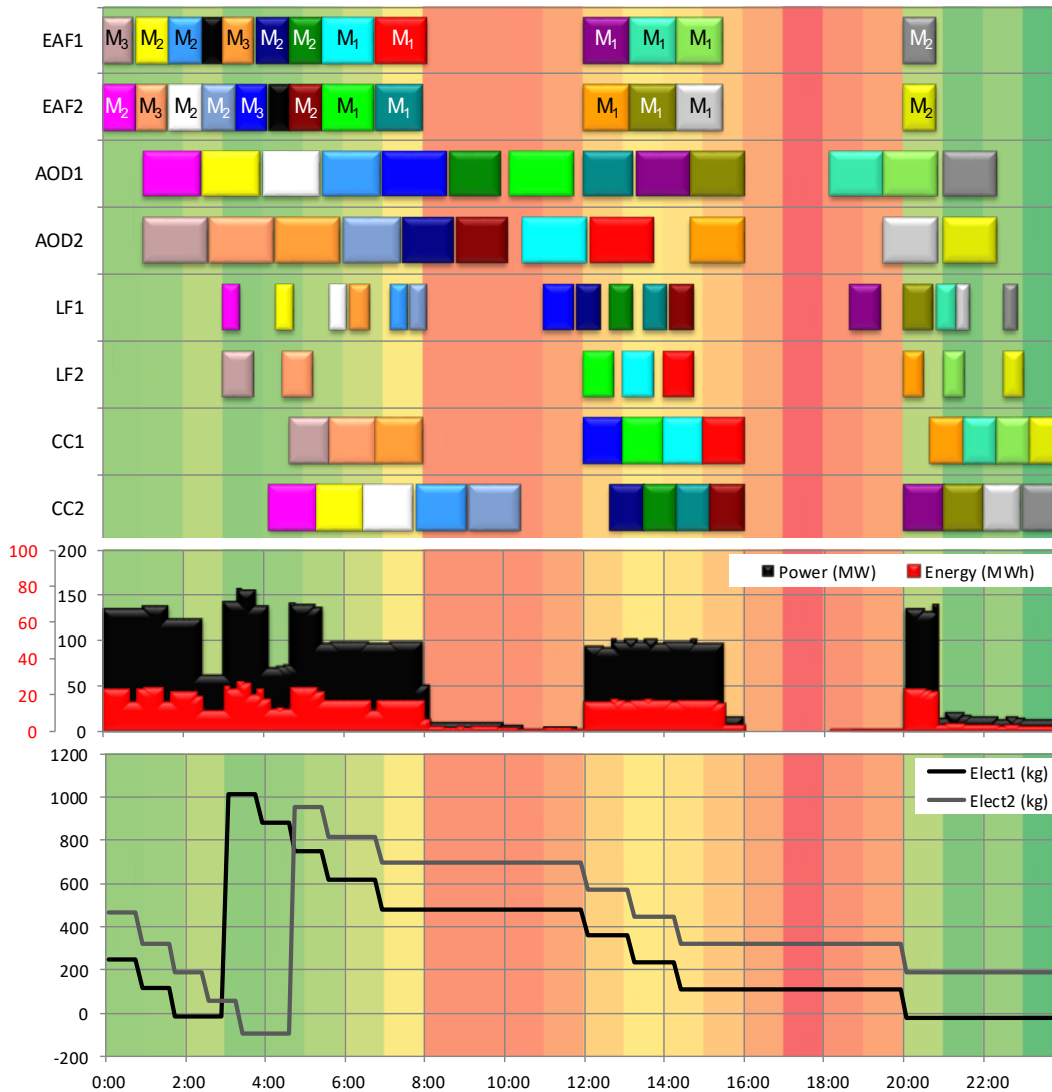 EAF1 M3 M2 M2 M3 M2 M2 M1 M1 M1 M1 M1 M2
EAF2 M2 M3 M2 M2 M3 M2 M1 M1 M1 M1 M1 M2
AOD1
AOD2
LF1
LF2
CC1
CC2
100 200
Power (MW) Energy (MWh)
80 150
60
100
40
50
20
0 0
1200
Elect1 (kg)
1000
Elect2 (kg)
800
600
400
200
0
-200
0:00 2:00 4:00 6:00 8:00 10:00 12:00 14:00 16:00 18:00 20:00 22:00